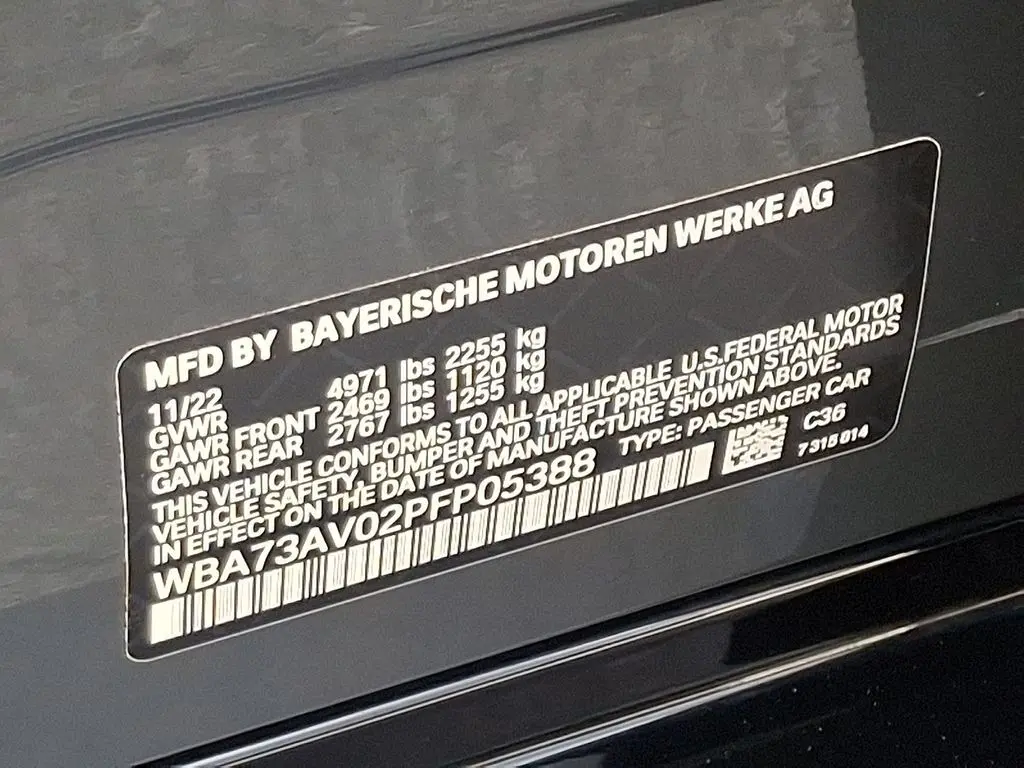 MFD BY BAYERISCHE MOTOREN WERKE AG
11/22
GVWR 4971 lbs 2255 kg
GAWR FRONT 2469 lbs 1120 kg
GAWR REAR 2767 lbs 1255 kg
THIS VEHICLE CONFORMS TO ALL APPLICABLE U.S.FEDERAL MOTOR
VEHICLE SAFETY, BUMPER AND THEFT PREVENTION STANDARDS
IN EFFECT ON THE DATE OF MANUFACTURE SHOWN ABOVE.
WBA73AV02PFP05388 TYPE: PASSENGER CAR
C36
7 315 014